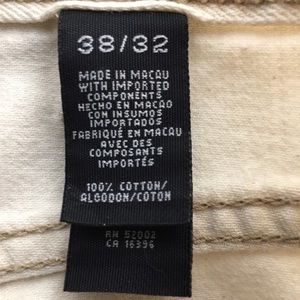 38/32
MADE IN MACAU
WITH IMPORTED
COMPONENTS
HECHO EN MACAO
CON INSUMOS
IMPORTADOS
FABRIQUÉ EN MACAU
AVEC DES
COMPOSANTS
IMPORTÉS
100% COTTON/
ALGODON/COTON
RN 52002
CA 16396